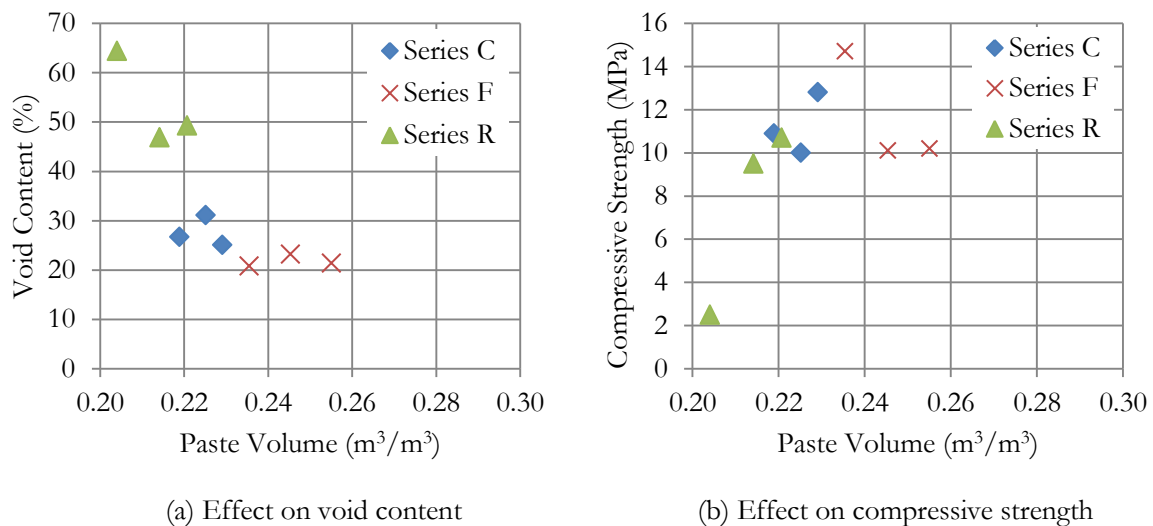 70
60
50
40
30
20
10
0
Void Content (%)
Series C
Series F
Series R
0.20 0.22 0.24 0.26 0.28 0.30
Paste Volume (m³/m³)
(a) Effect on void content
16
14
12
10
8
6
4
2
0
Compressive Strength (MPa)
Series C
Series F
Series R
0.20 0.22 0.24 0.26 0.28 0.30
Paste Volume (m³/m³)
(b) Effect on compressive strength